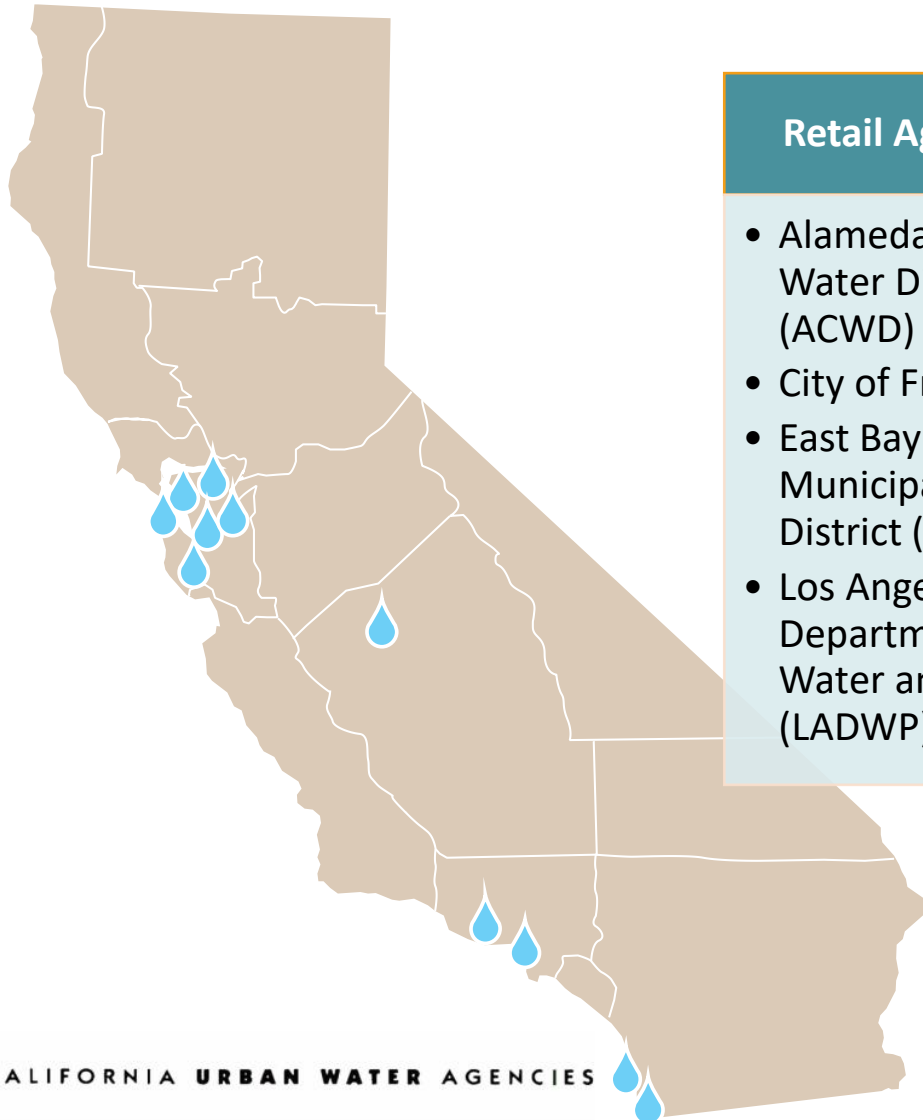 Retail Ag
• Alameda
Water D
(ACWD)
• City of Fr
• East Bay
Municipa
District (
• Los Ange
Departm
Water ar
(LADWP)
ALIFORNIA URBAN WATER AGENCIES